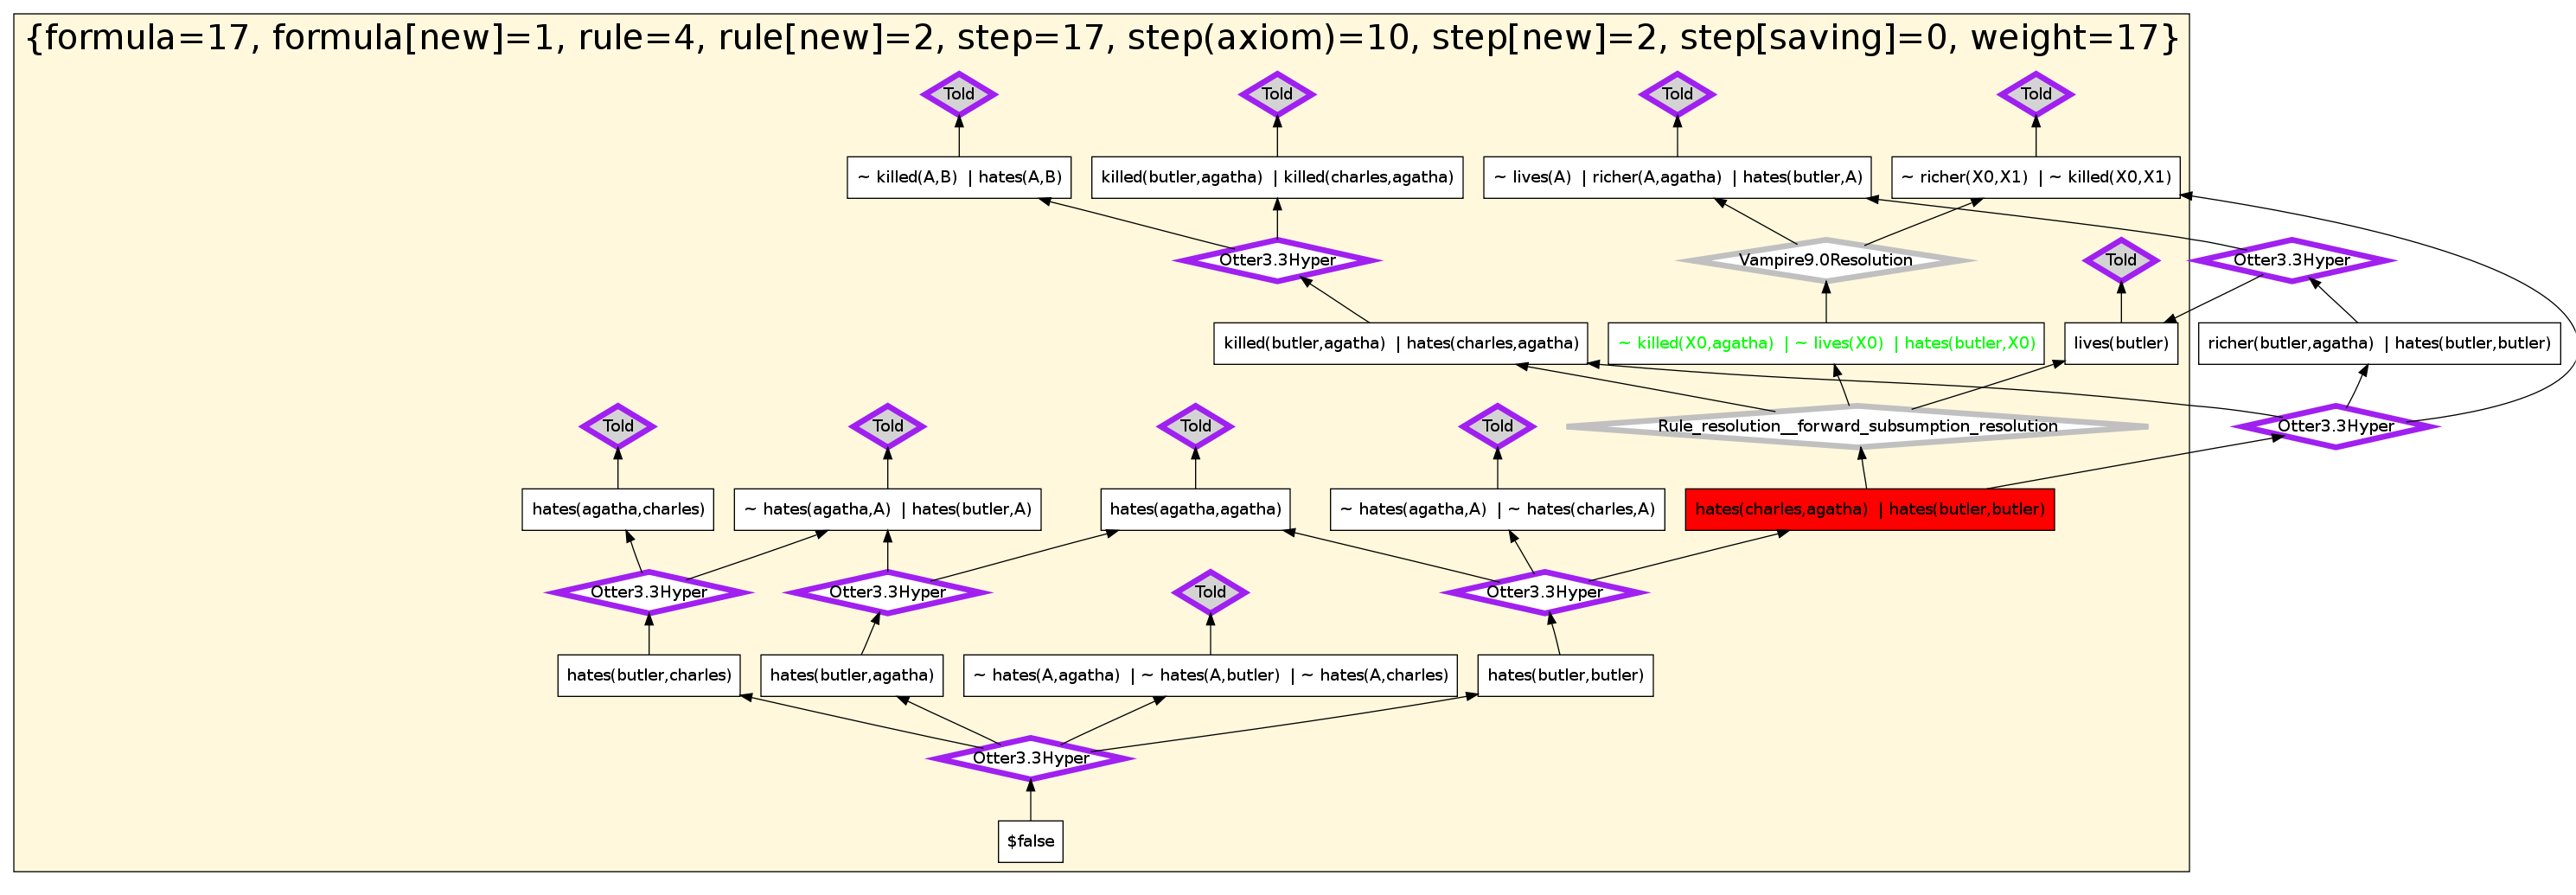 {formula=17, formula[new]=1, rule=4, rule[new]=2, step=17, step(axiom)=10, step[new]=2, step[saving]=0, weight=17}
Told
Told
Told
Told
~ killed(A,B) | hates(A,B)
killed(butler,agatha) | killed(charles,agatha)
~ lives(A) | richer(A,agatha) | hates(butler,A)
~ richer(X0,X1) | ~ killed(X0,X1)
Otter3.3Hyper
Vampire9.0Resolution
Told
Otter3.3Hyper
killed(butler,agatha) | hates(charles,agatha)
~ killed(X0,agatha) | ~ lives(X0) | hates(butler,X0)
lives(butler)
richer(butler,agatha) | hates(butler,butler)
Told
Told
Told
Told
Rule_resolution__forward_subsumption_resolution
Otter3.3Hyper
hates(agatha,charles)
~ hates(agatha,A) | hates(butler,A)
hates(agatha,agatha)
~ hates(agatha,A) | ~ hates(charles,A)
hates(charles,agatha) | hates(butler,butler)
Otter3.3Hyper
Otter3.3Hyper
Told
Otter3.3Hyper
hates(butler,charles)
hates(butler,agatha)
~ hates(A,agatha) | ~ hates(A,butler) | ~ hates(A,charles)
hates(butler,butler)
Otter3.3Hyper
$false